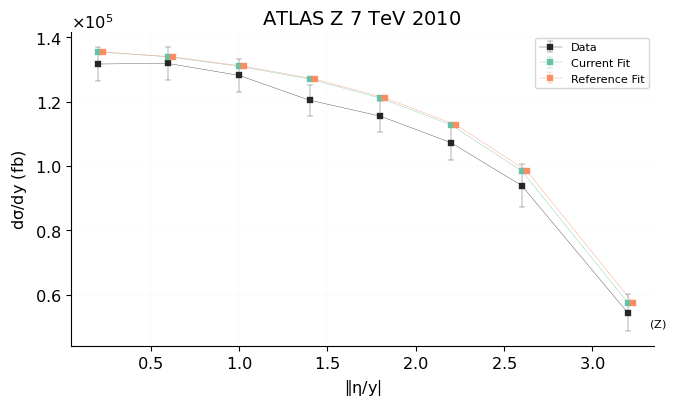 ATLAS Z 7 TeV 2010
×10⁵
1.4
1.2
1.0
0.8
0.6
dσ/dy (fb)
Data
Current Fit
Reference Fit
(Z)
0.5 1.0 1.5 2.0 2.5 3.0
‖η/y|